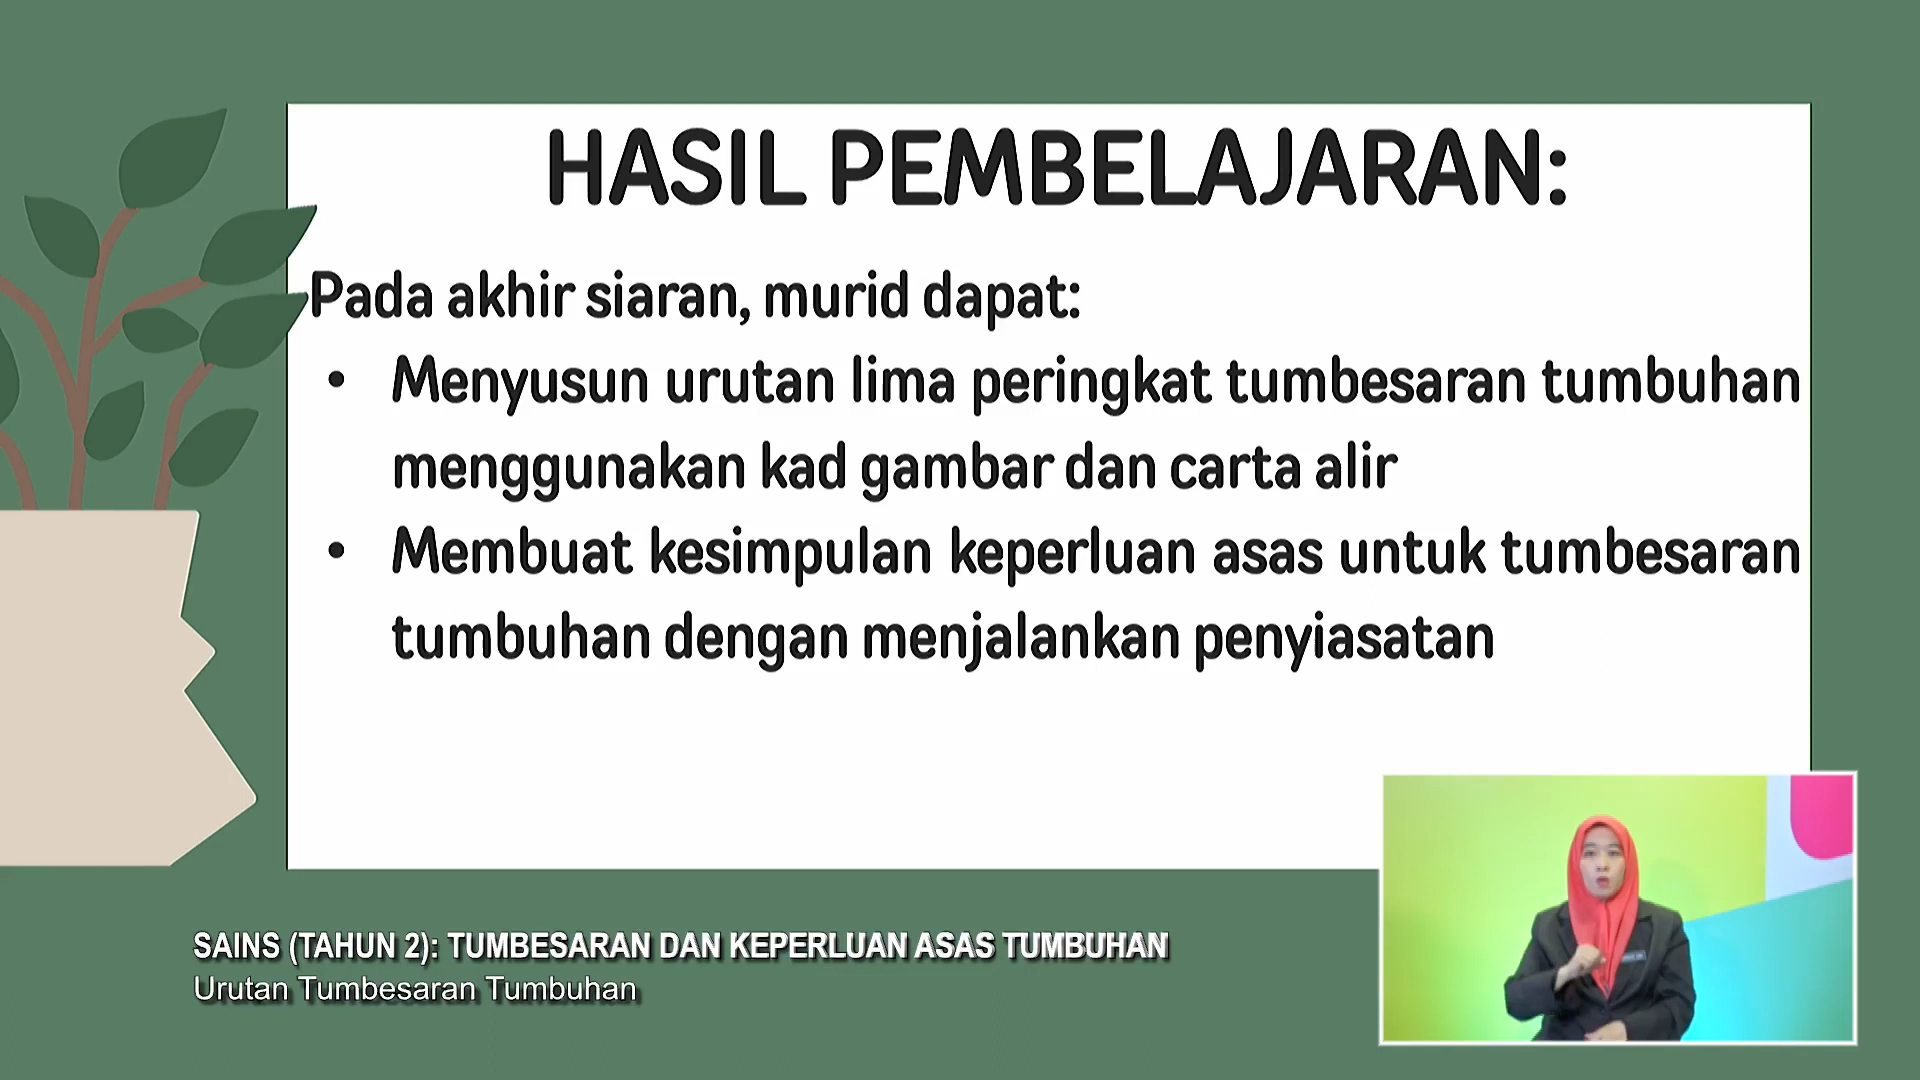 HASIL PEMBELAJARAN:
Pada akhir siaran, murid dapat:
• Menyusun urutan lima peringkat tumbesaran tumbuhan
menggunakan kad gambar dan carta alir
• Membuat kesimpulan keperluan asas untuk tumbesaran
tumbuhan dengan menjalankan penyiasatan
SAINS (TAHUN 2): TUMBESARAN DAN KEPERLUAN ASAS TUMBUHAN
Urutan Tumbesaran Tumbuhan